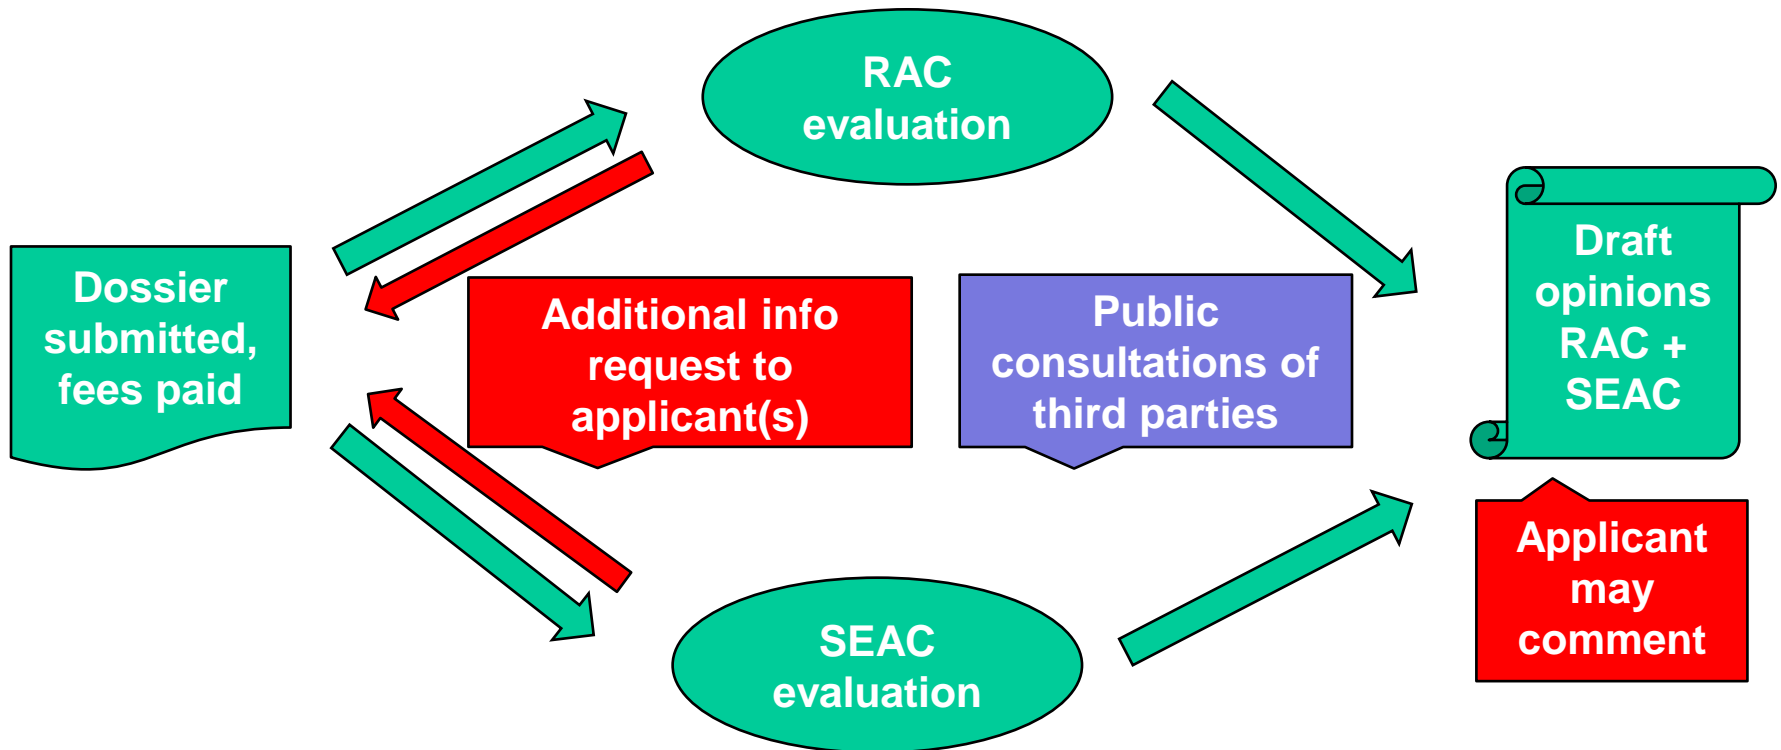 RAC
evaluation
Dossier
submitted,
fees paid
Additional info
request to
applicant(s)
Public
consultations of
third parties
Draft
opinions
RAC +
SEAC
Applicant
may
comment
SEAC
evaluation